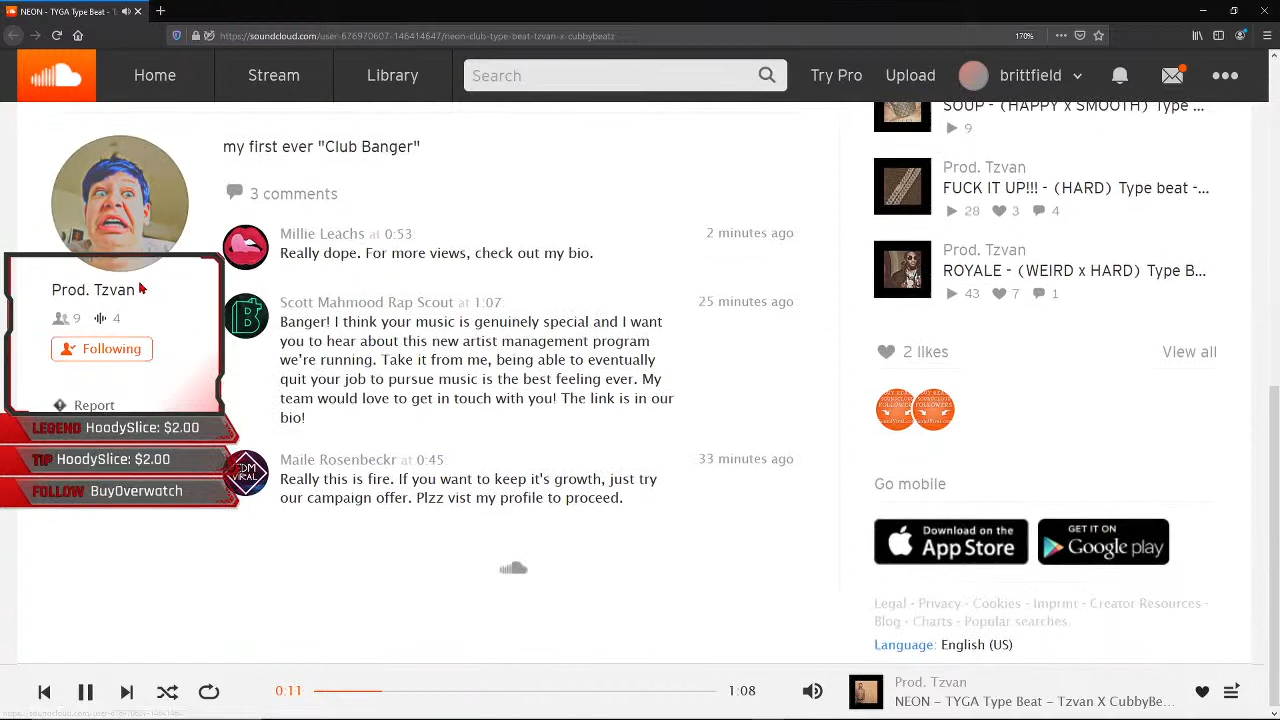 NEON - TYGA Type Beat - T
https://soundcloud.com/user-676970607-146414647/neon-club-type-beat-tzvan-x-cubbybeatz
170%
Home
Stream
Library
Search
Try Pro
Upload
brittfield
my first ever "Club Banger"
3 comments
Millie Leachs at 0:53
2 minutes ago
Really dope. For more views, check out my bio.
Prod. Tzvan
9 4
Following
Report
LEGEND HoodySlice: $2.00
TIP HoodySlice: $2.00
FOLLOW BuyOverwatch
Scott Mahmood Rap Scout at 1:07
25 minutes ago
Banger! I think your music is genuinely special and I want
you to hear about this new artist management program
we're running. Take it from me, being able to eventually
quit your job to pursue music is the best feeling ever. My
team would love to get in touch with you! The link is in our
bio!
EDM
VIRAL
Maile Rosenbeckr at 0:45
33 minutes ago
Really this is fire. If you want to keep it's growth, just try
our campaign offer. Plzz vist my profile to proceed.
SOUP - (HAPPY x SMOOTH) Type ...
9
Prod. Tzvan
FUCK IT UP!!! - (HARD) Type beat -...
28 3 4
Prod. Tzvan
ROYALE - (WEIRD x HARD) Type B...
43 7 1
2 likes
View all
Go mobile
Download on the
App Store
GET IT ON
Google play
Legal - Privacy - Cookies - Imprint - Creator Resources -
Blog - Charts - Popular searches
Language: English (US)
0:11
1:08
Prod. Tzvan
NEON - TYGA Type Beat - Tzvan X CubbyBe...